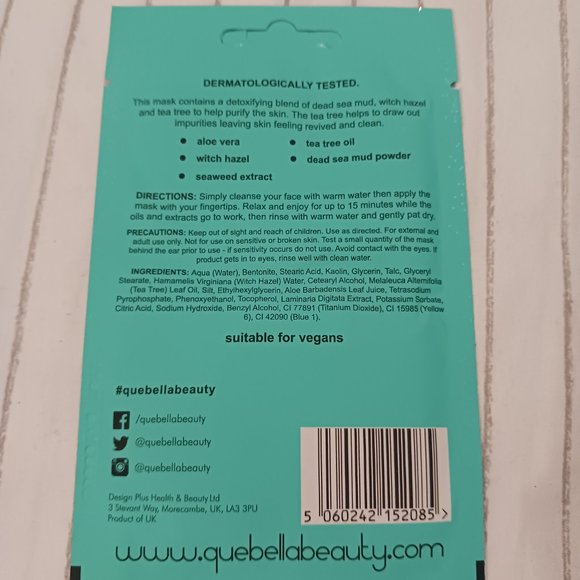 DERMATOLOGICALLY TESTED.
This mask contains a detoxifying blend of dead sea mud, witch hazel
and tea tree to help purify the skin. The tea tree helps to draw out
impurities leaving skin feeling revived and clean.
• aloe vera • tea tree oil
• witch hazel • dead sea mud powder
• seaweed extract
DIRECTIONS: Simply cleanse your face with warm water then apply the
mask with your fingertips. Relax and enjoy for up to 15 minutes while the
oils and extracts go to work, then rinse with warm water and gently pat dry.
PRECAUTIONS: Keep out of sight and reach of children. Use as directed. For external and
adult use only. Not for use on sensitive or broken skin. Test a small quantity of the mask
behind the ear prior to use - if sensitivity occurs do not use. Avoid contact with the eyes. If
product gets in to eyes, rinse well with clean water.
INGREDIENTS: Aqua (Water), Bentonite, Stearic Acid, Kaolin, Glycerin, Talc, Glyceryl
Stearate, Hamamelis Virginiana (Witch Hazel) Water, Cetearyl Alcohol, Melaleuca Alternifolia
(Tea Tree) Leaf Oil, Silt, Ethylhexylglycerin, Aloe Barbadensis Leaf Juice, Tetrasodium
Pyrophosphate, Phenoxyethanol, Tocopherol, Laminaria Digitata Extract, Potassium Sorbate,
Citric Acid, Sodium Hydroxide, Benzyl Alcohol, CI 77891 (Titanium Dioxide), CI 15985 (Yellow
6), CI 42090 (Blue 1).
suitable for vegans
#quebellabeauty
/quebellabeauty
@quebellabeauty
@quebellabeauty
Design Plus Health & Beauty Ltd
3 Stevant Way, Morecambe, UK, LA3 3PU
Product of UK
5 060242 152085 >
www.quebellabeauty.com